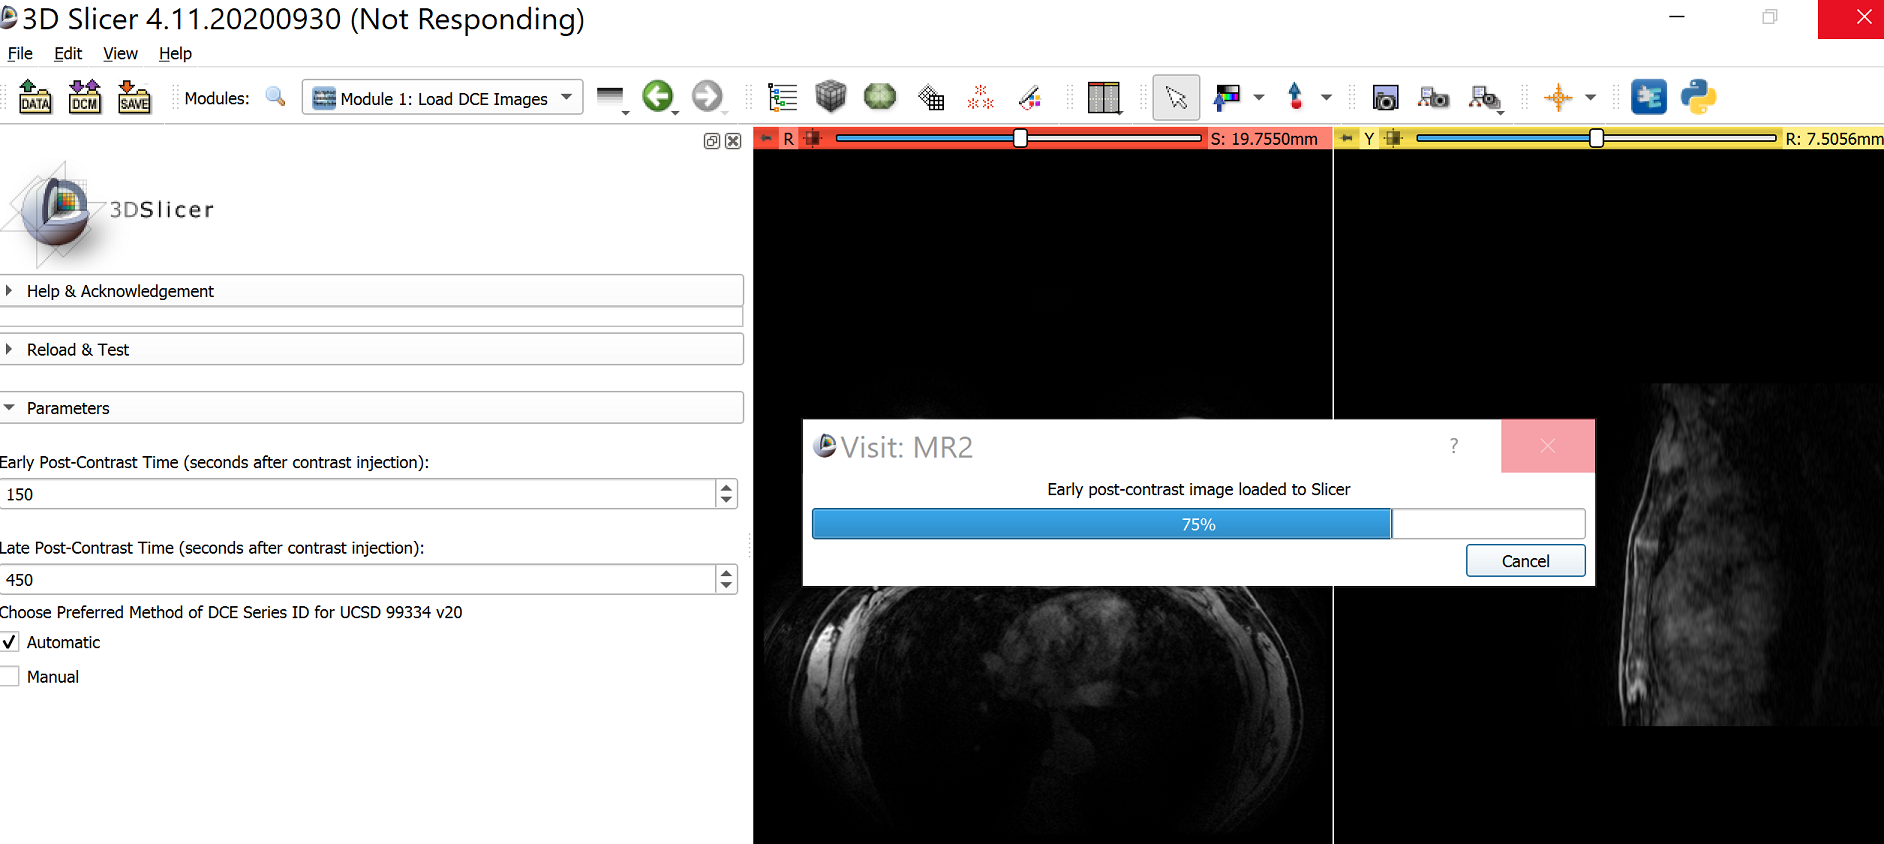 3D Slicer 4.11.20200930 (Not Responding)
File Edit View Help
DATA DCM SAVE Modules: Module 1: Load DCE Images
R S: 19.7550mm Y R: 7.5056mm
3DSlicer
Help & Acknowledgement
Reload & Test
Parameters
Early Post-Contrast Time (seconds after contrast injection):
150
Late Post-Contrast Time (seconds after contrast injection):
450
Choose Preferred Method of DCE Series ID for UCSD 99334 v20
Automatic
Manual
Visit: MR2
?
Early post-contrast image loaded to Slicer
75%
Cancel